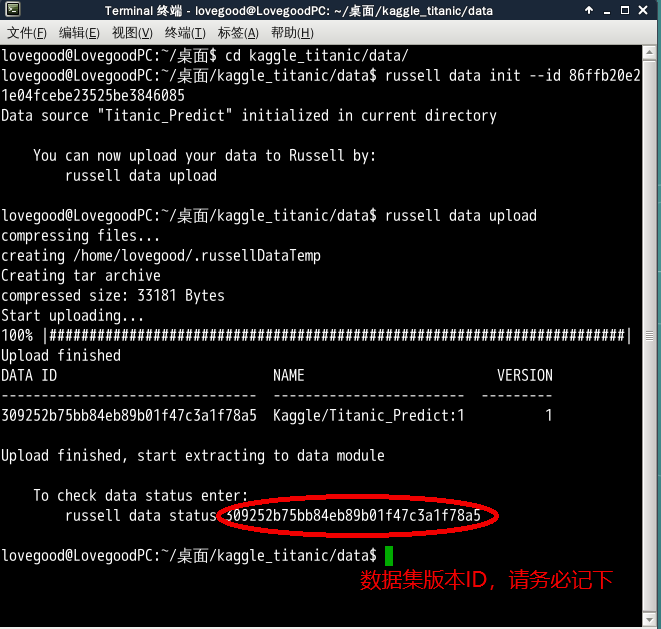 Terminal 终端 - lovegood@LovegoodPC: ~/桌面/kaggle_titanic/data
文件(F) 编辑(E) 视图(V) 终端(T) 标签(A) 帮助(H)
lovegood@LovegoodPC:~/桌面$ cd kaggle_titanic/data/
lovegood@LovegoodPC:~/桌面/kaggle_titanic/data$ russell data init --id 86ffb20e2
1e04fcebe23525be3846085
Data source "Titanic_Predict" initialized in current directory
You can now upload your data to Russell by:
russell data upload
lovegood@LovegoodPC:~/桌面/kaggle_titanic/data$ russell data upload
compressing files...
creating /home/lovegood/.russellDataTemp
Creating tar archive
compressed size: 33181 Bytes
Start uploading...
100% |########################################################################|
Upload finished
DATA ID NAME VERSION
-------------------------------- ------------------------ ---------
309252b75bb84eb89b01f47c3a1f78a5 Kaggle/Titanic_Predict:1 1
Upload finished, start extracting to data module
To check data status enter:
russell data status 309252b75bb84eb89b01f47c3a1f78a5
lovegood@LovegoodPC:~/桌面/kaggle_titanic/data$
数据集版本ID，请务必记下